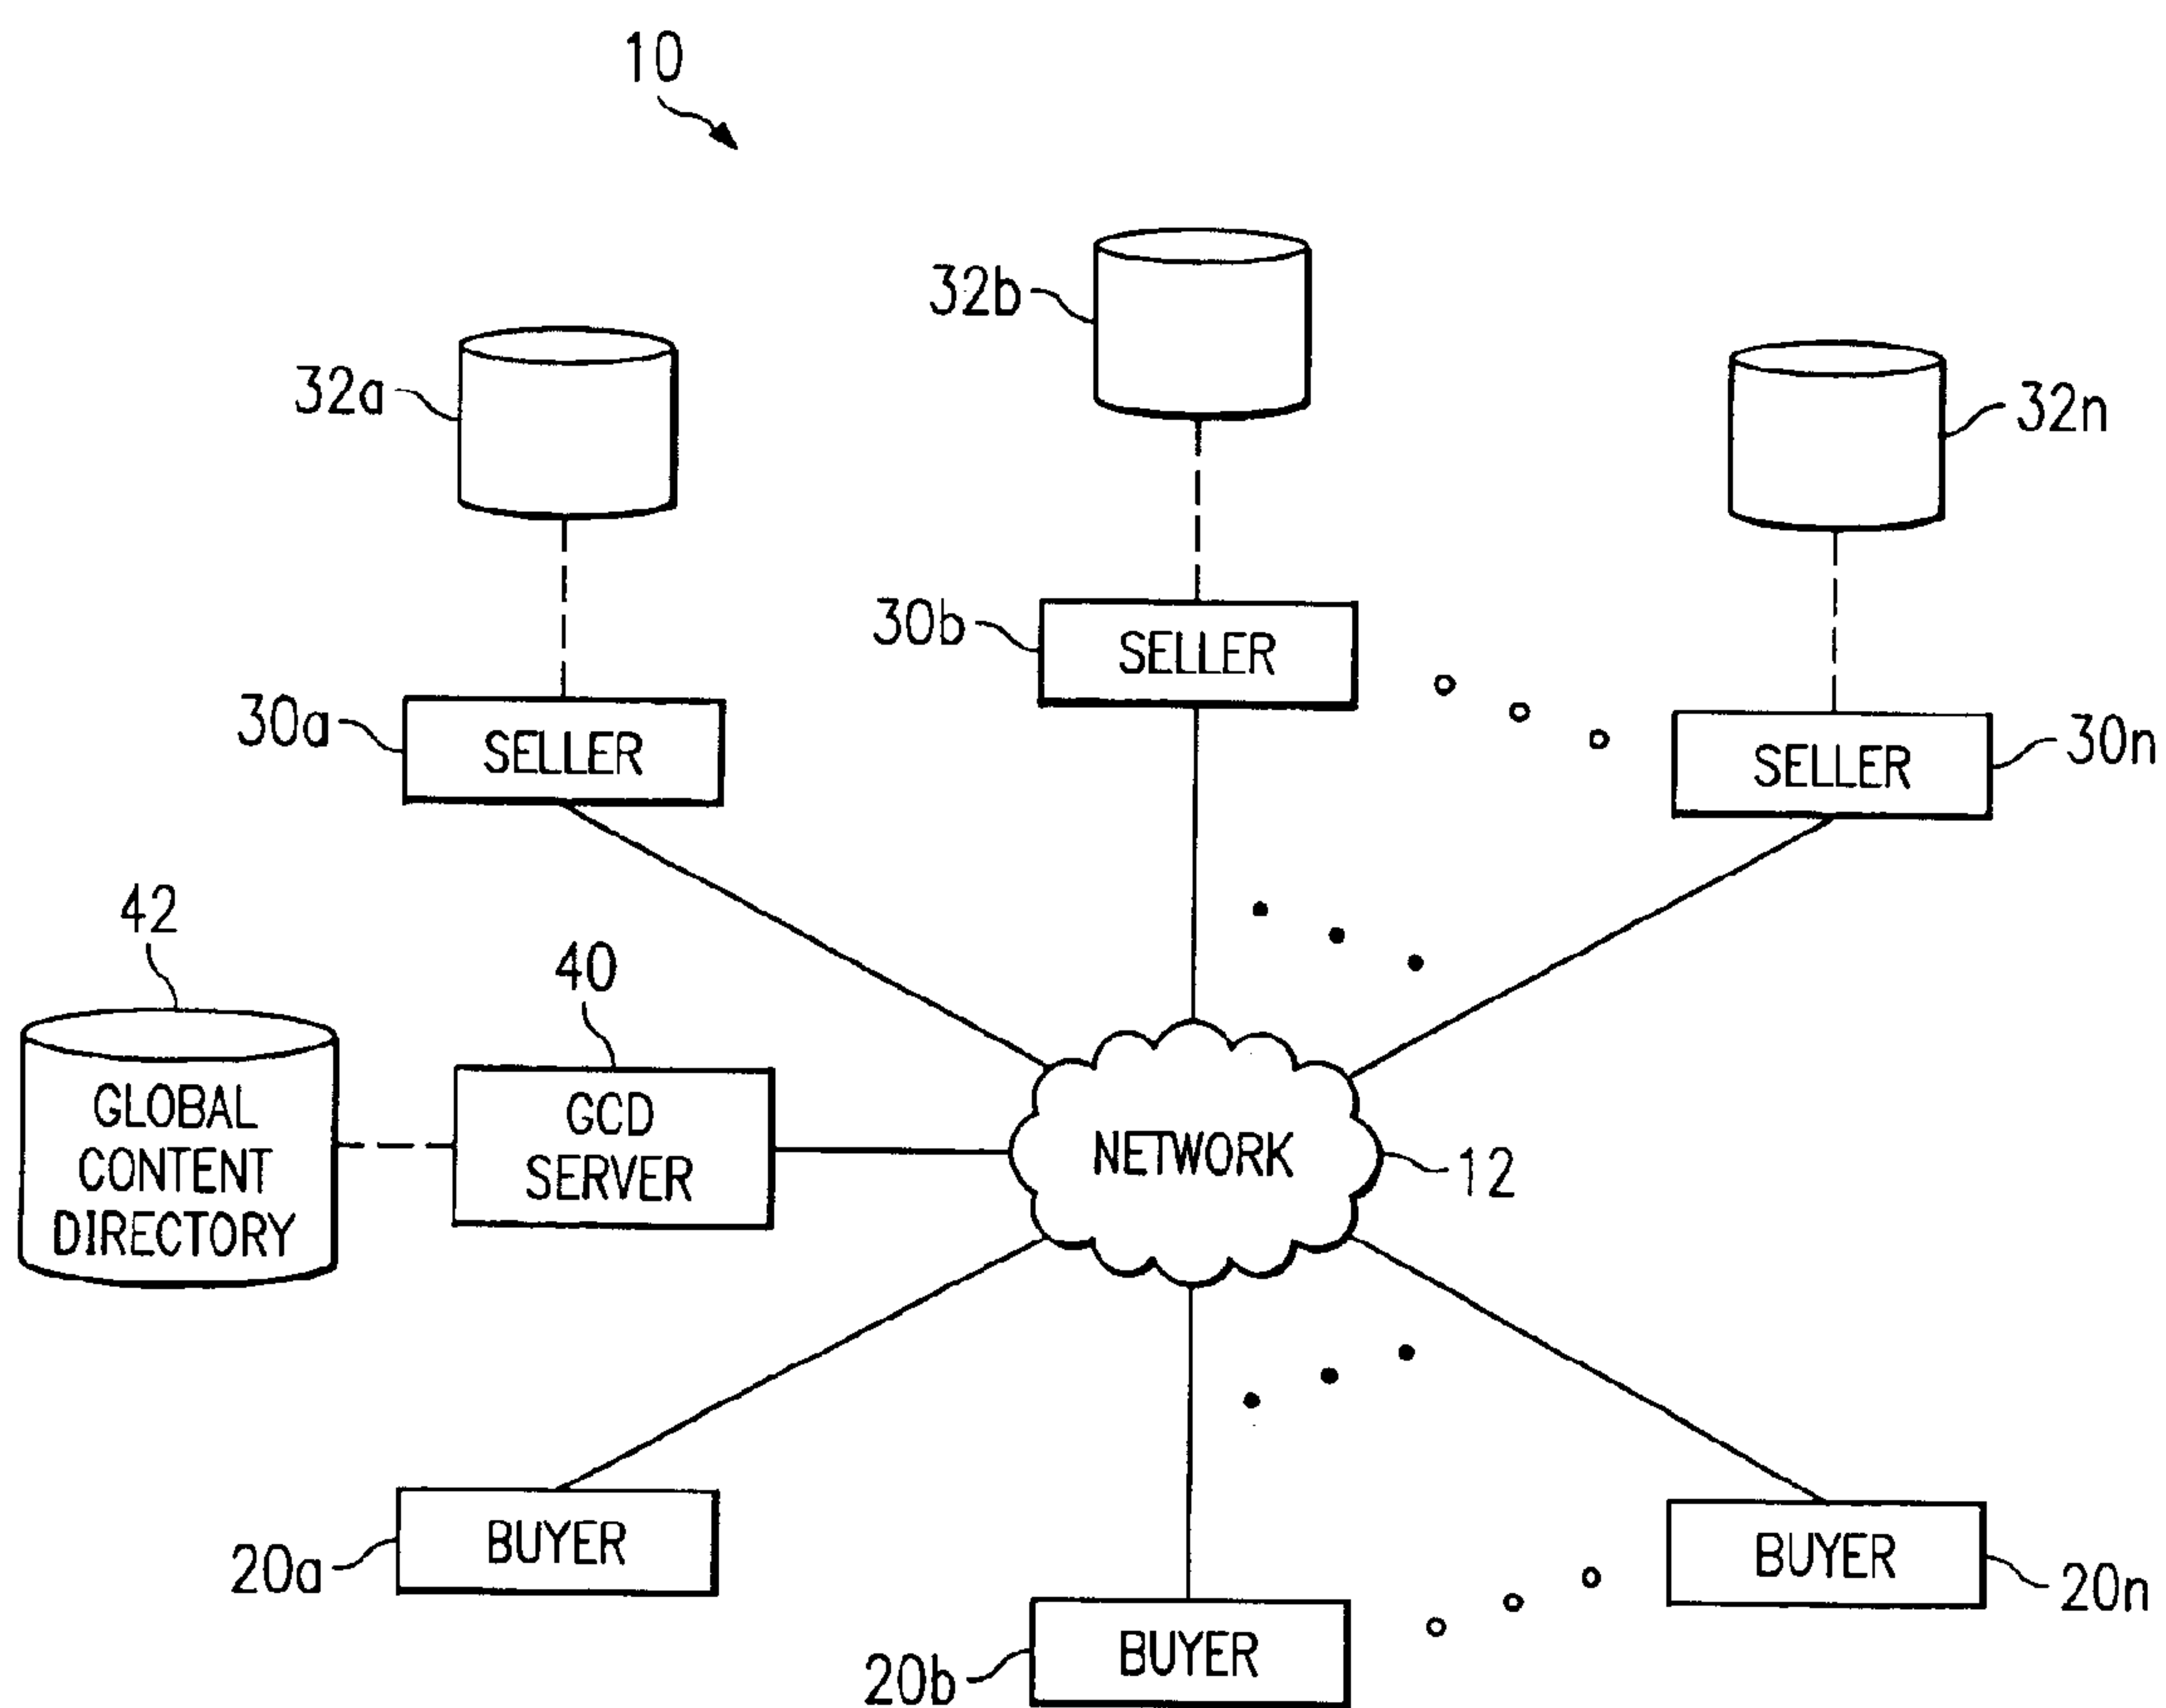 10
32b
32a
32n
30b
SELLER
30a
SELLER
SELLER
30n
42
40
GLOBAL
CONTENT
DIRECTORY
GCD
SERVER
NETWORK
12
20a
BUYER
BUYER
20n
20b
BUYER